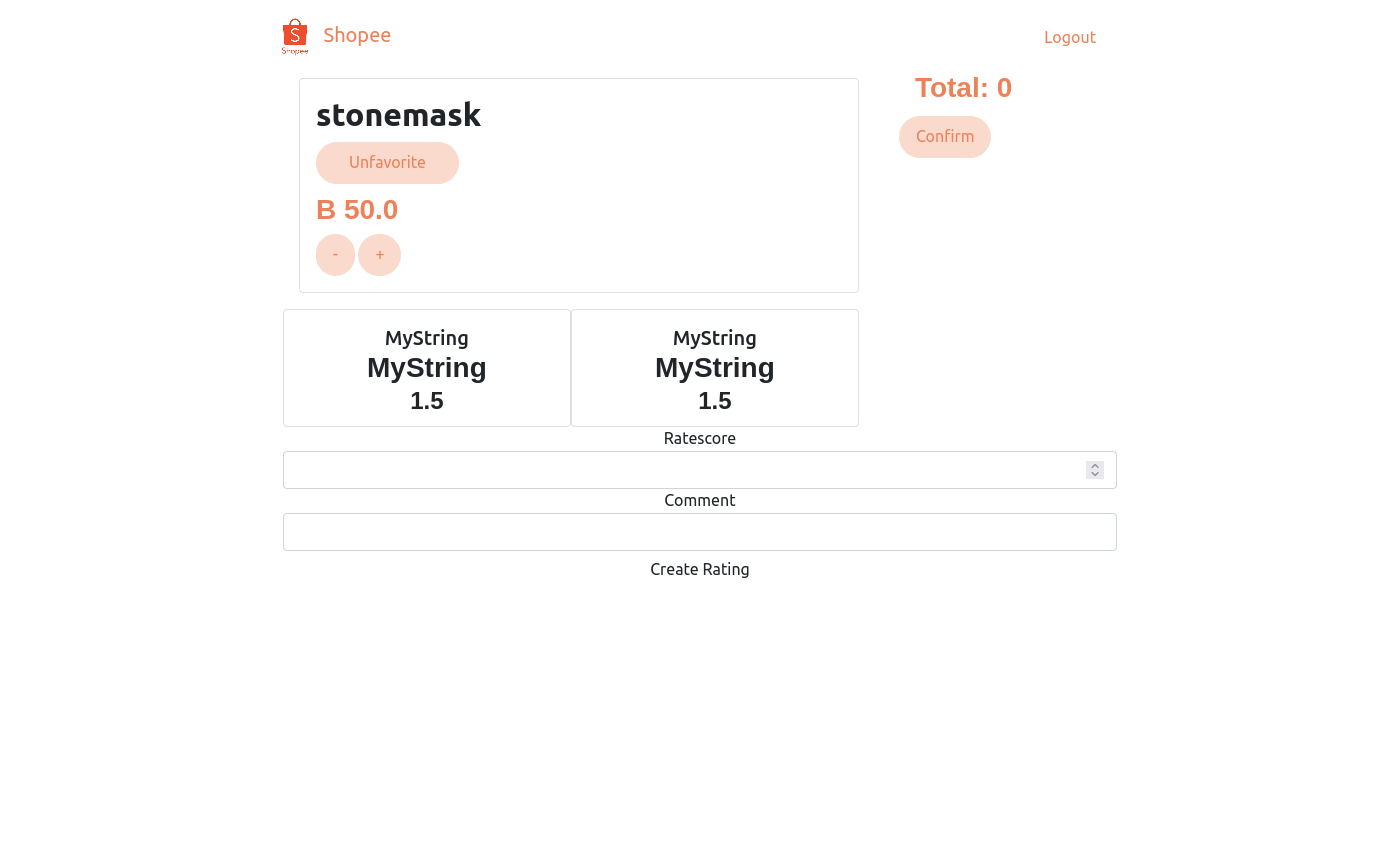 Shopee
Shopee
Logout
stonemask
Unfavorite
B 50.0
- +
Total: 0
Confirm
MyString
MyString
1.5
MyString
MyString
1.5
Ratescore
Comment
Create Rating